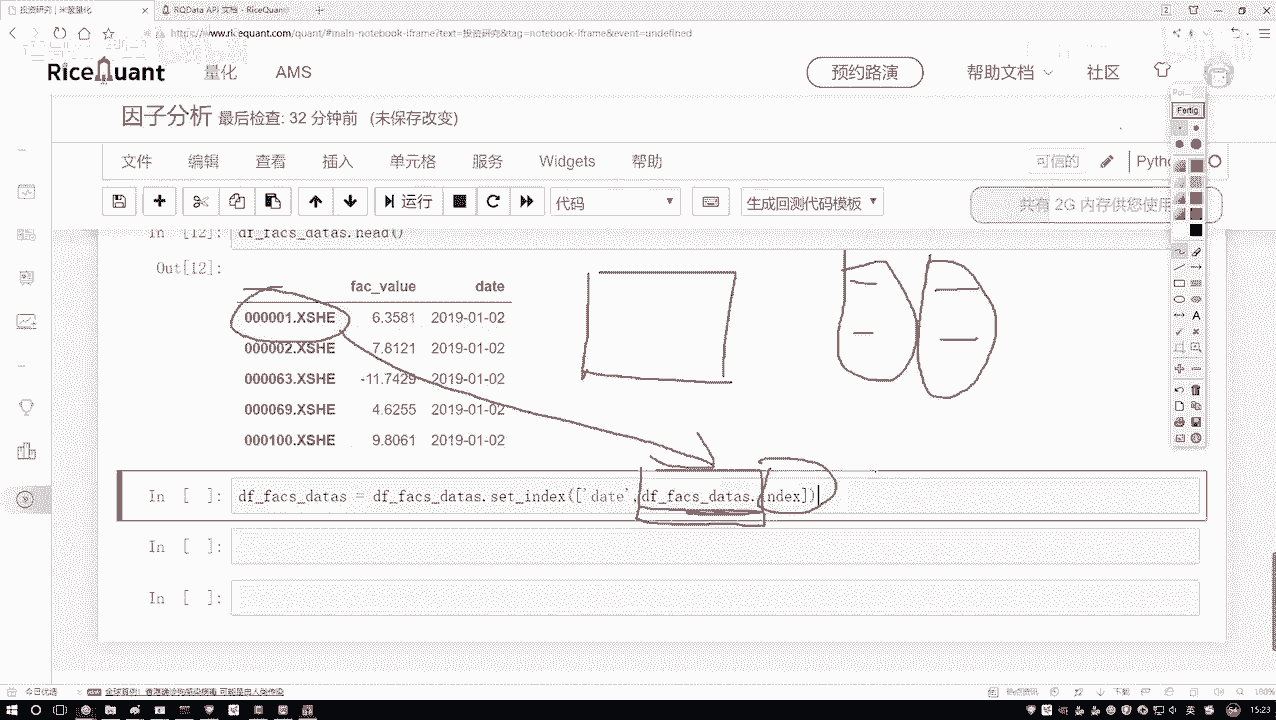 投资研究 | 米筐量化
RQData API 文档 - RiceQuant
https://www.ricequant.com/quant/#main-notebook-iframe?text=投资研究&tag=notebook-iframe&event=undefined
RiceQuant 量化 AMS 预约路演 帮助文档 社区
因子分析 最后检查: 32 分钟前 (未保存改变)
文件 编辑 查看 插入 单元格 服务 Widgets 帮助 可信的
运行 代码 生成回测代码模板 共有 2G 内存供您使用
Fertig
In [12]: df_facs_datas.head()
Out[12]:
fac_value date
000001.XSHE 6.3581 2019-01-02
000002.XSHE 7.8121 2019-01-02
000063.XSHE -11.7429 2019-01-02
000069.XSHE 4.6255 2019-01-02
000100.XSHE 9.8061 2019-01-02
In [ ]: df_facs_datas = df_facs_datas.set_index(['date',df_facs_datas.index])
In [ ]:
In [ ]:
今日优选
100%
15:23